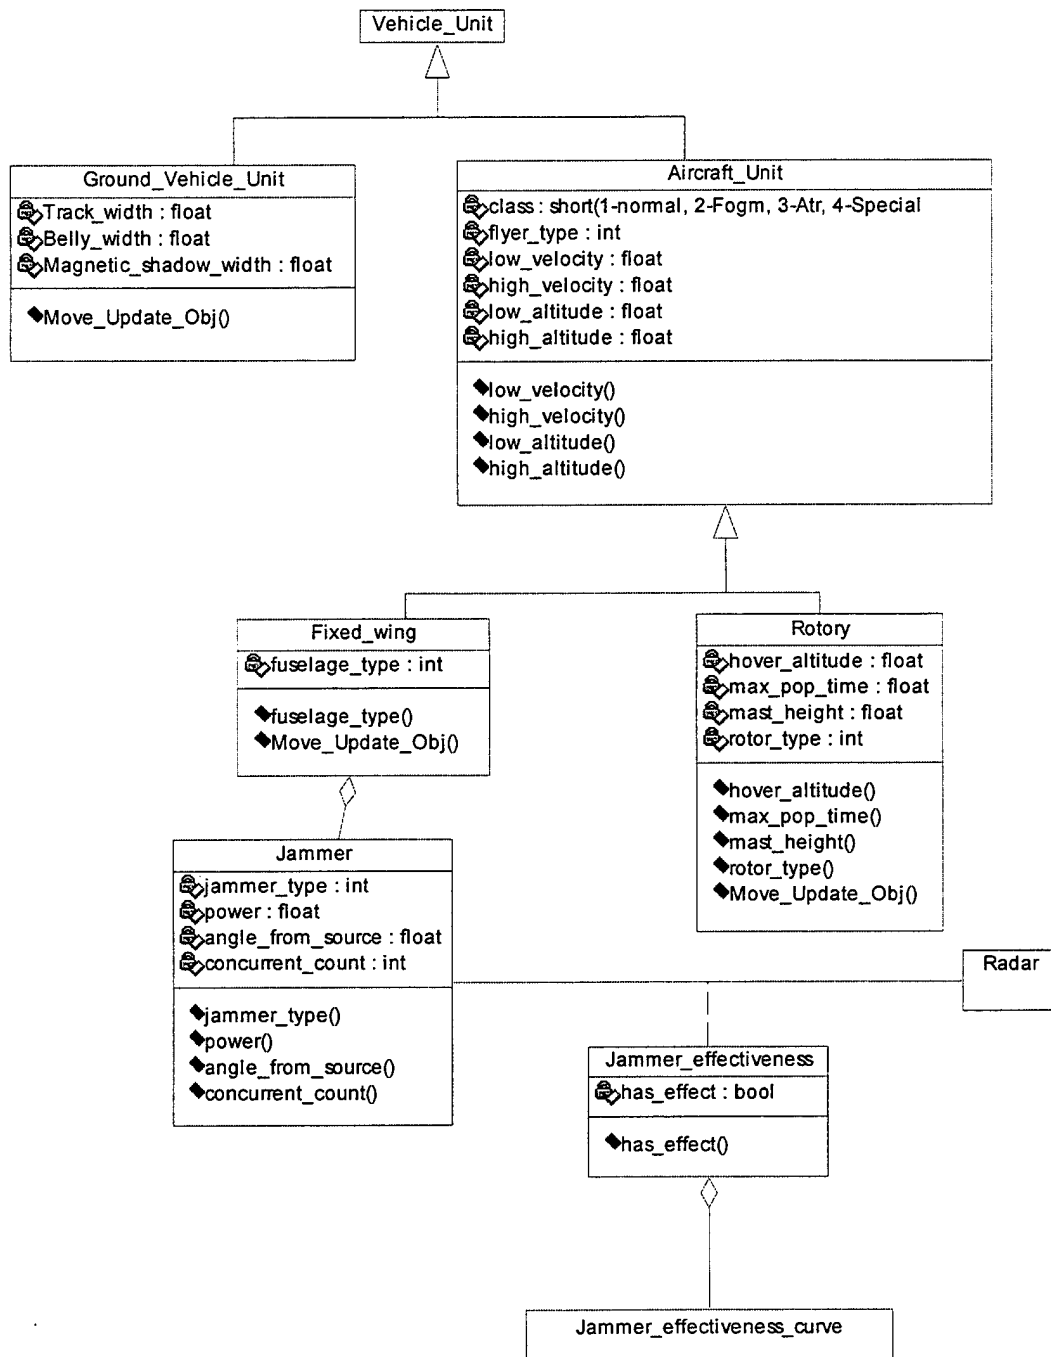 Vehicle_Unit
Ground_Vehicle_Unit
Track_width : float
Belly_width : float
Magnetic_shadow_width : float
Move_Update_Obj()
Aircraft_Unit
class : short(1-normal, 2-Fogm, 3-Atr, 4-Special
flyer_type : int
low_velocity : float
high_velocity : float
low_altitude : float
high_altitude : float
low_velocity()
high_velocity()
low_altitude()
high_altitude()
Fixed_wing
fuselage_type : int
fuselage_type()
Move_Update_Obj()
Rotory
hover_altitude : float
max_pop_time : float
mast_height : float
rotor_type : int
hover_altitude()
max_pop_time()
mast_height()
rotor_type()
Move_Update_Obj()
Jammer
jammer_type : int
power : float
angle_from_source : float
concurrent_count : int
jammer_type()
power()
angle_from_source()
concurrent_count()
Radar
Jammer_effectiveness
has_effect : bool
has_effect()
Jammer_effectiveness_curve